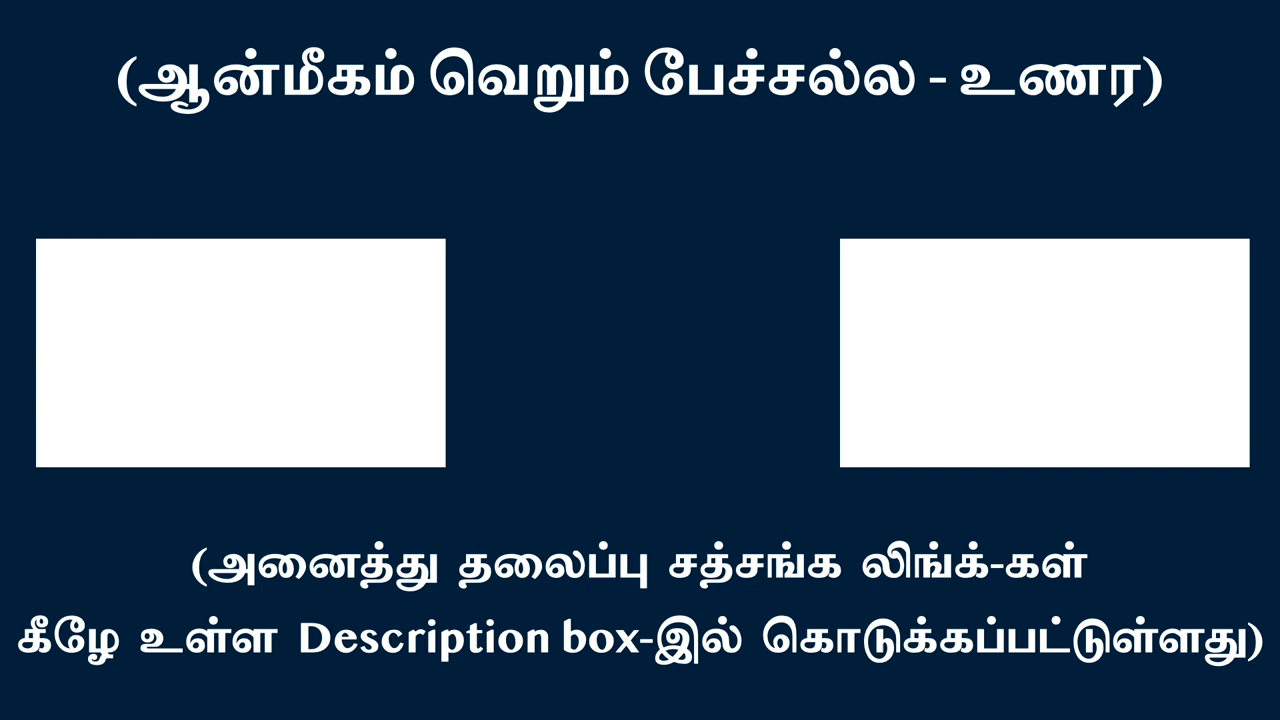 (ஆன்மீகம் வெறும் பேச்சல்ல - உணர)
(அனைத்து தலைப்பு சத்சங்க லிங்க்-கள்
கீழே உள்ள Description box-இல் கொடுக்கப்பட்டுள்ளது)